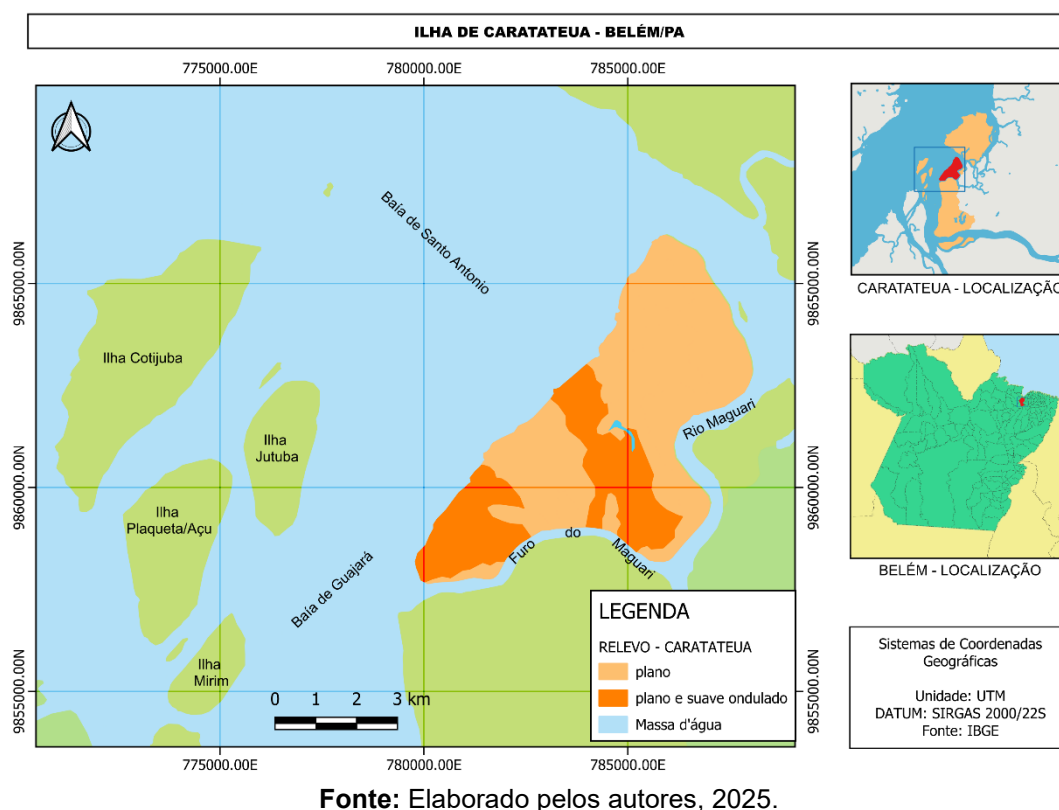 ILHA DE CARATATEUA - BELÉM/PA
775000.00E
780000.00E
785000.00E
9865000.00N
9860000.00N
9855000.00N
Baía de Santo Antonio
Ilha Cotijuba
Ilha
Jutuba
Ilha
Plaqueta/Açu
Ilha
Mirim
Baía de Guajará
Furo do Maguari
Rio Maguari
0 1 2 3 km
LEGENDA
RELEVO - CARATATEUA
plano
plano e suave ondulado
Massa d'água
9865000.00N
9860000.00N
9855000.00N
775000.00E
780000.00E
785000.00E
CARATATEUA - LOCALIZAÇÃO
BELÉM - LOCALIZAÇÃO
Sistemas de Coordenadas
Geográficas
Unidade: UTM
DATUM: SIRGAS 2000/22S
Fonte: IBGE
Fonte: Elaborado pelos autores, 2025.